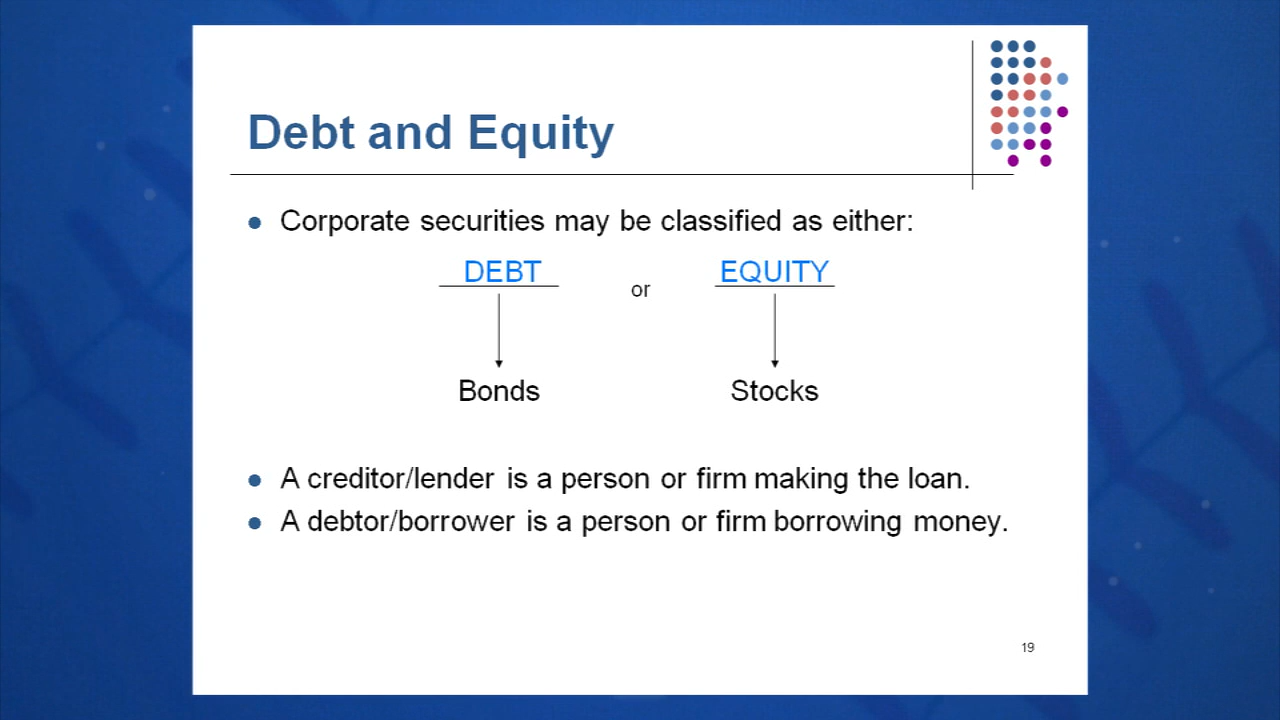 Debt and Equity
Corporate securities may be classified as either:
DEBT or EQUITY
Bonds Stocks
A creditor/lender is a person or firm making the loan.
A debtor/borrower is a person or firm borrowing money.
19